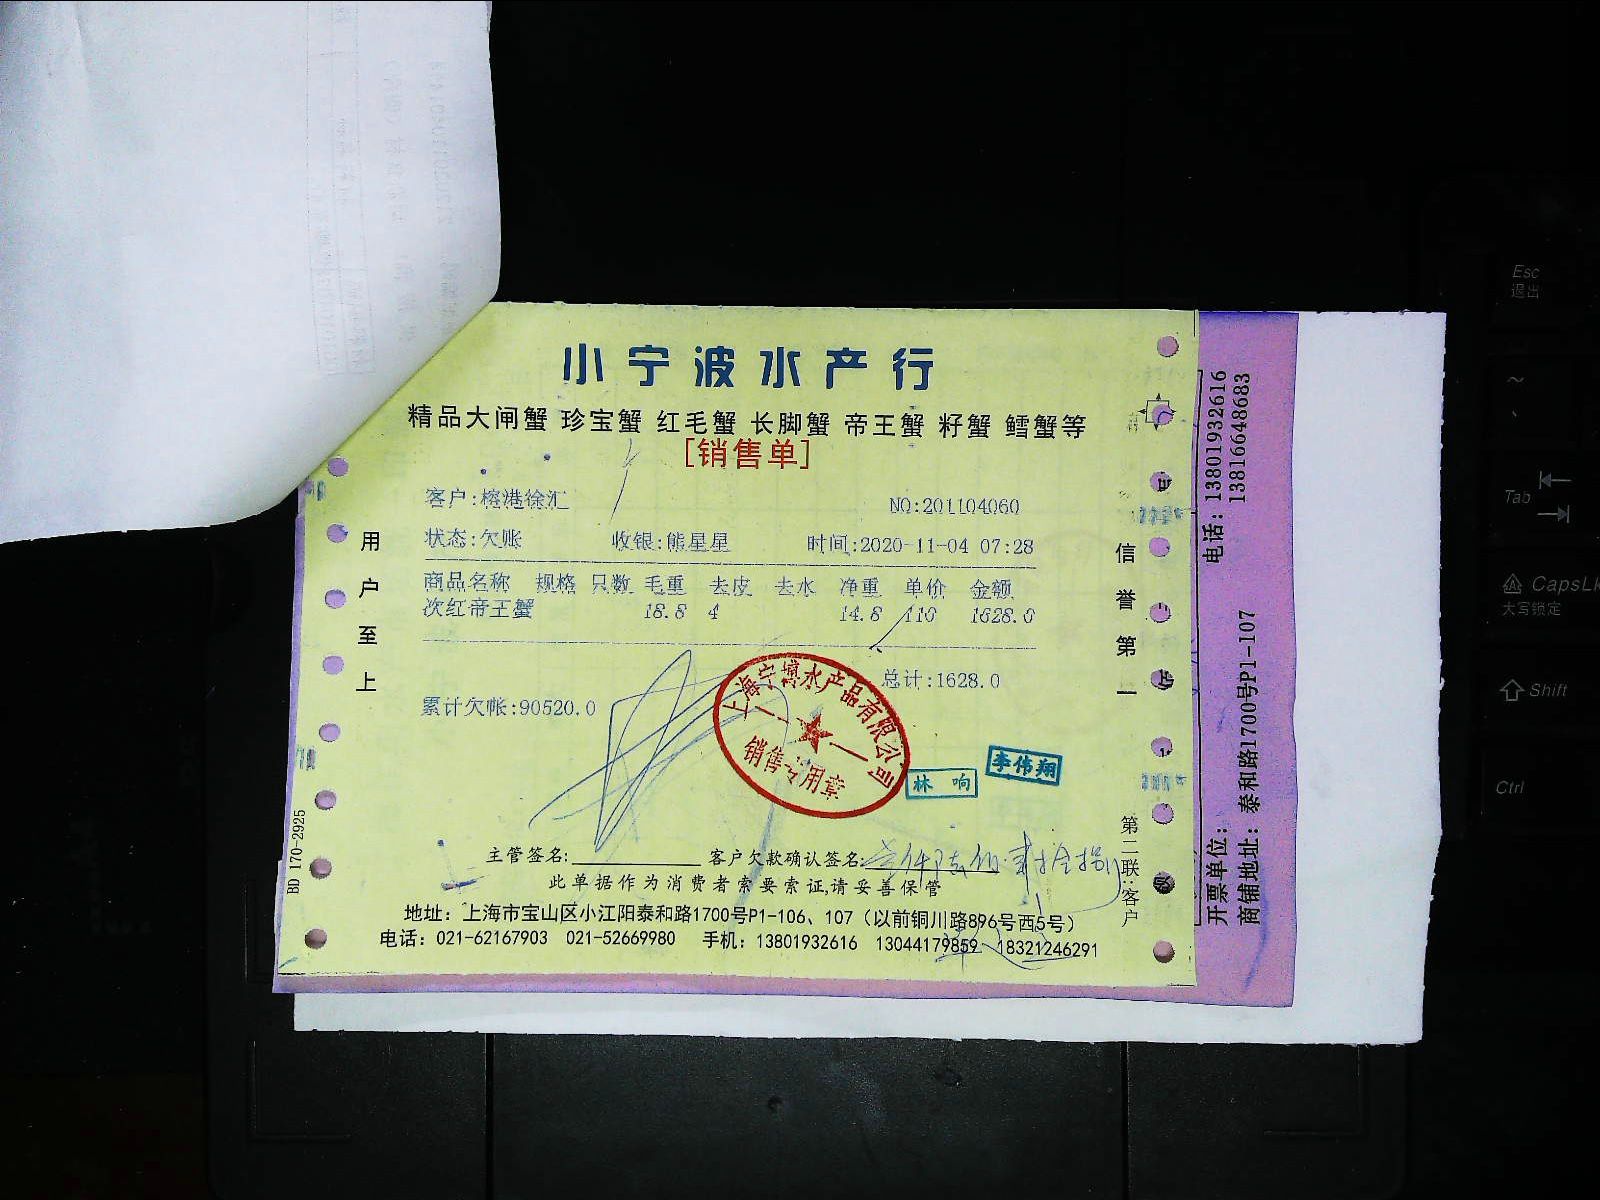 小宁波水产行
精品大闸蟹 珍宝蟹 红毛蟹 长脚蟹 帝王蟹 籽蟹 鳕蟹等
[销售单]
客户:榕港徐汇 NO:201104060
状态:欠账 收银:熊星星 时间:2020-11-04 07:28
商品名称 规格 只数 毛重 去皮 去水 净重 单价 金额
次红帝王蟹 18.8 4 14.8 110 1628.0
总计:1628.0
累计欠帐:90520.0
用户至上
信誉第一
水产品有限公司
销售专用章
林响
李伟翔
主管签名: 客户欠款确认签名:
此单据作为消费者索要索证,请妥善保管
地址：上海市宝山区小江阳泰和路1700号P1-106、107（以前铜川路896号西5号）
电话：021-62167903 021-52669980 手机：13801932616 13044179859 18321246291
第二联:客户
BD 170-2925
电话：13801932616
13816648683
开票单位：
商铺地址：泰和路1700号P1-107
Esc
退出
Tab
CapsLk
大写锁定
Shift
Ctrl